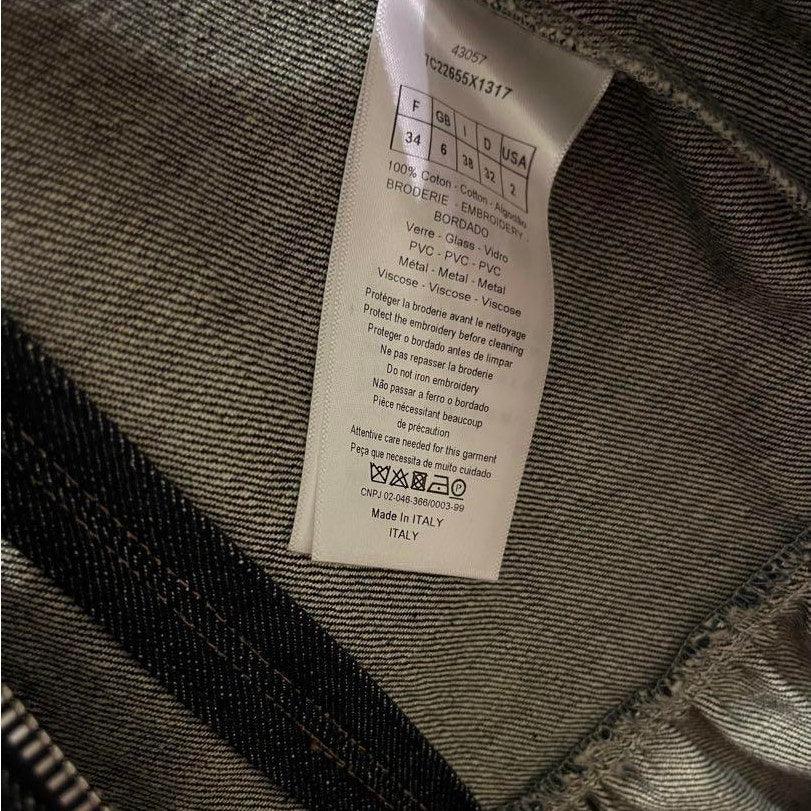 43057
7C22655X1317
F GB I D USA
34 6 38 32 2
100% Coton - Cotton - Algodão
BRODERIE - EMBROIDERY -
BORDADO
Verre - Glass - Vidro
PVC - PVC - PVC
Métal - Metal - Metal
Viscose - Viscose - Viscose
Protéger la broderie avant le nettoyage
Protect the embroidery before cleaning
Proteger o bordado antes de limpar
Ne pas repasser la broderie
Do not iron embroidery
Não passar a ferro o bordado
Pièce nécessitant beaucoup
de précaution
Attentive care needed for this garment
Peça que necessita de muito cuidado
P
CNPJ 02-046-366/0003-99
Made In ITALY
ITALY